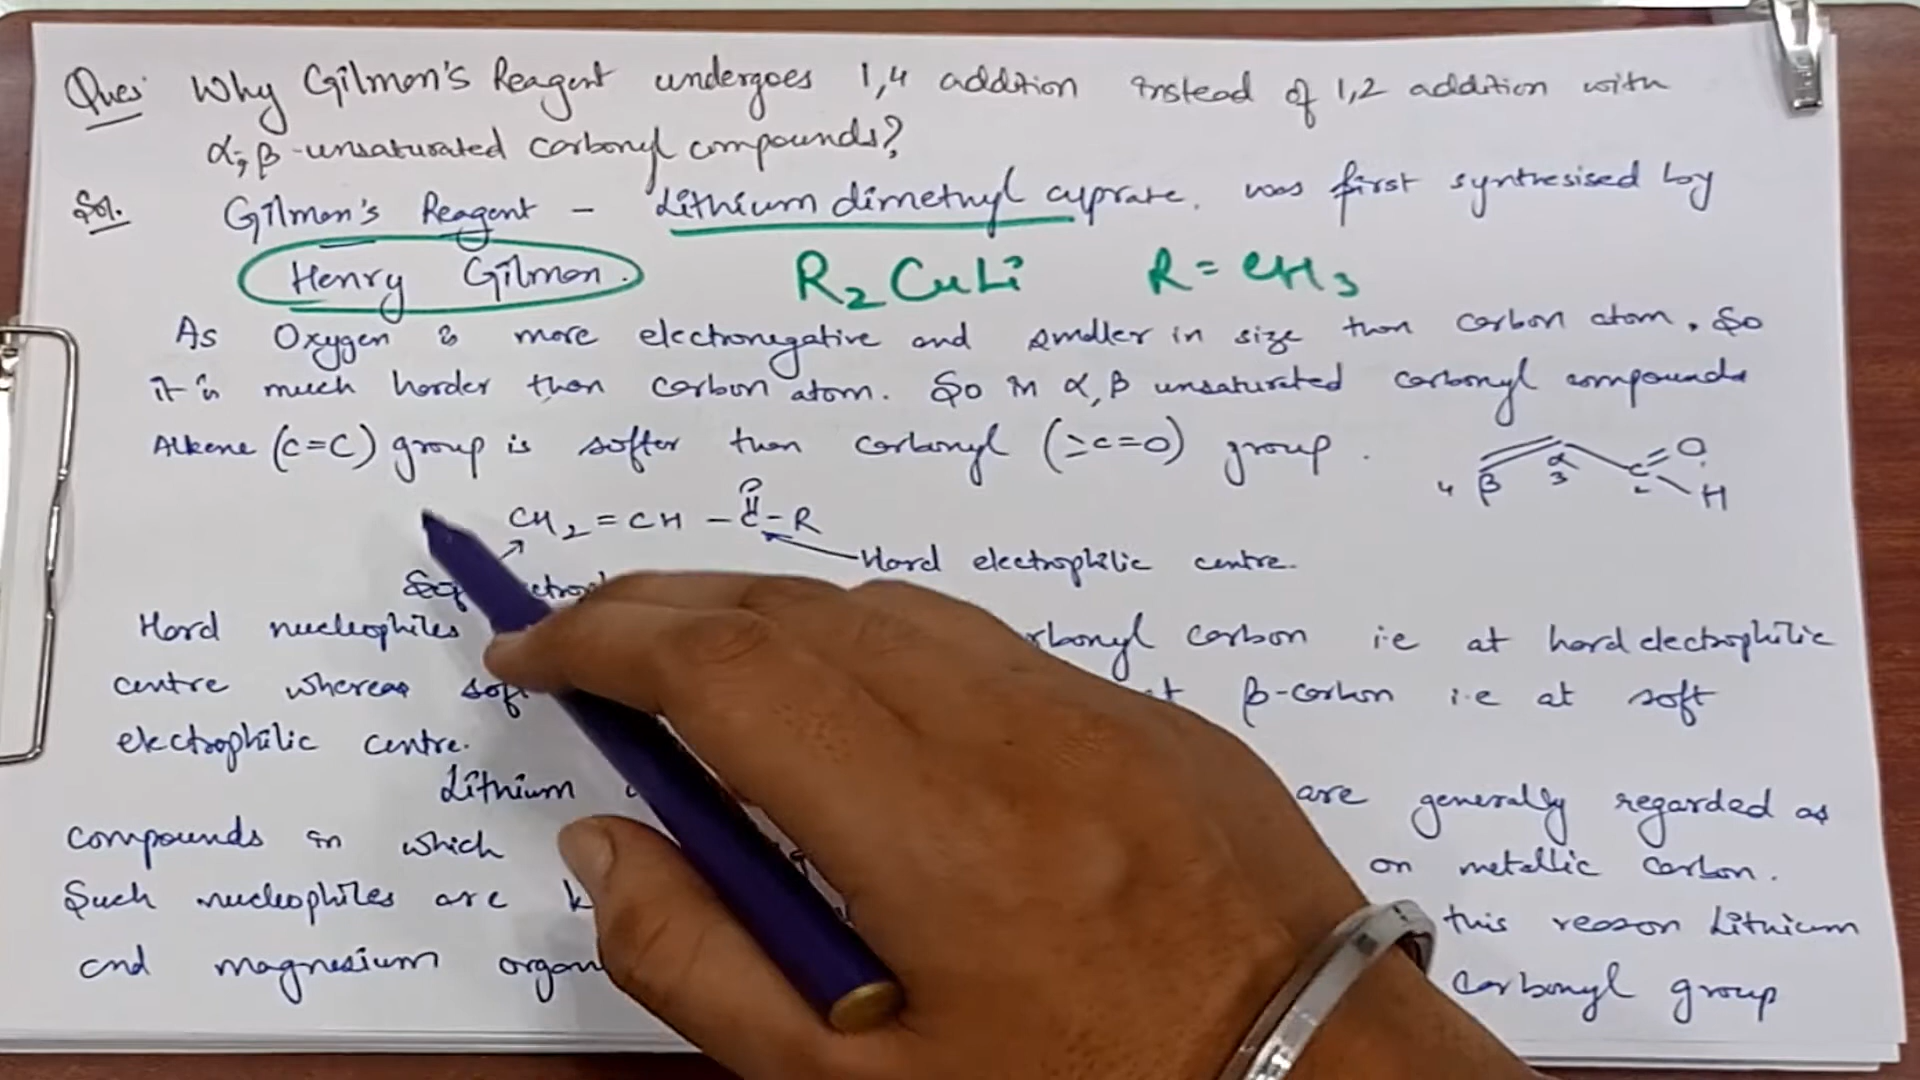 Ques: Why Gilman's Reagent undergoes 1,4 addition instead of 1,2 addition with
α,β-unsaturated carbonyl compounds?
Sol. Gilman's Reagent - Lithium dimethyl cuprate. was first synthesised by
Henry Gilman. R2CuLi R = CH3
As Oxygen is more electronegative and smaller in size than carbon atom. So
it is much harder than carbon atom. So in α,β unsaturated carbonyl compounds
Alkene (C=C) group is softer than carbonyl (>C=O) group.
4 β α 3 C 2 O H
CH2 = CH - C - R
O
Hard electrophilic centre.
Hard nucleophiles carbonyl carbon i.e at hard electrophilic
centre whereas at β-carbon i.e at soft
electrophilic centre.
Lithium are generally regarded as
compounds in which on metallic carbon.
Such nucleophiles are this reason Lithium
and magnesium carbonyl group